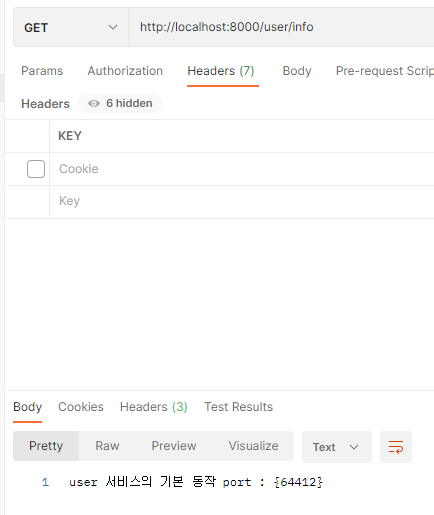 GET http://localhost:8000/user/info
Params Authorization Headers (7) Body Pre-request Scrip
Headers 6 hidden
KEY
Cookie
Key
Body Cookies Headers (3) Test Results
Pretty Raw Preview Visualize Text
1 user 서비스의 기본 동작 port : {64412}